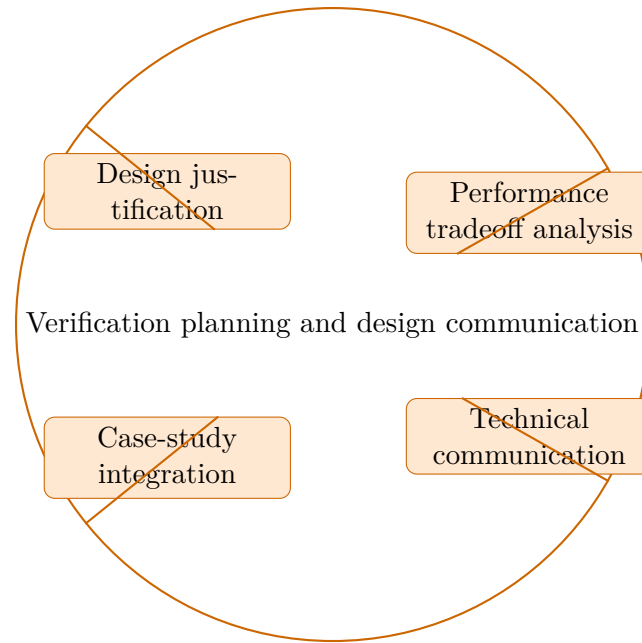 Design jus-
tification
Performance
tradeoff analysis
Verification planning and design communication
Case-study
integration
Technical
communication